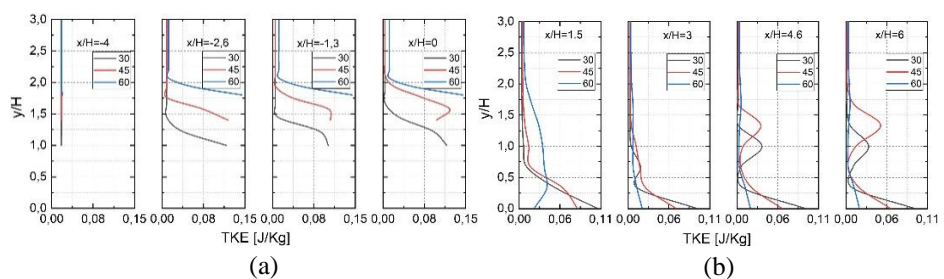 3,0
2,5
2,0
1,5
1,0
0,5
0,0
y/H
x/H=-4
30
45
60
x/H=-2,6
30
45
60
x/H=-1,3
30
45
60
x/H=0
30
45
60
0,00 0,08 0,15
0,00 0,08 0,15
0,00 0,08 0,15
0,00 0,08 0,15
TKE [J/Kg]
(a)
3,0
2,5
2,0
1,5
1,0
0,5
0,0
y/H
x/H=1.5
30
45
60
x/H=3
30
45
60
x/H=4.6
30
45
60
x/H=6
30
45
60
0,00 0,06 0,11
0,00 0,06 0,11
0,00 0,06 0,11
0,00 0,06 0,11
TKE [J/Kg]
(b)